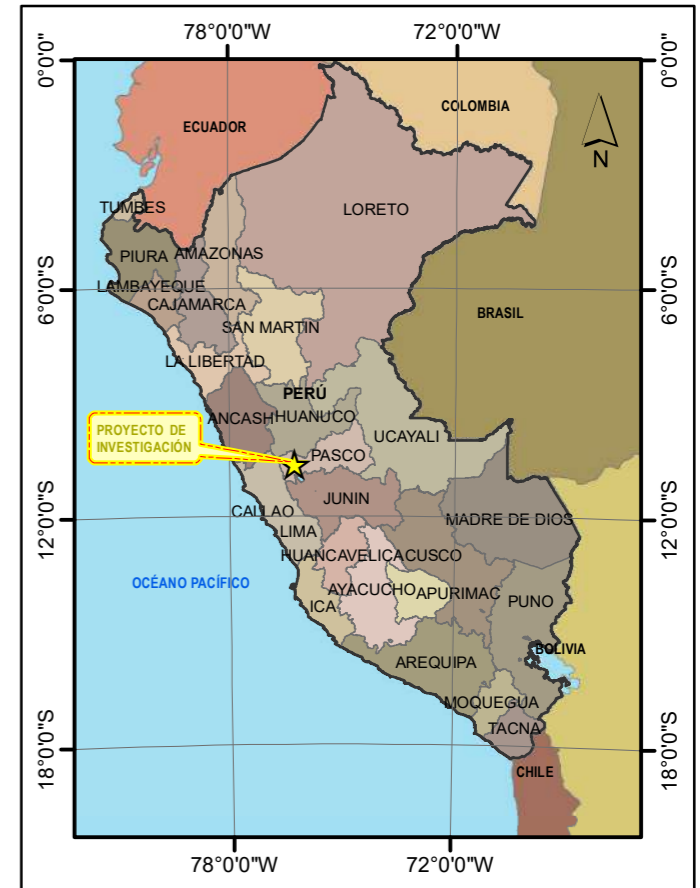 78°0'0"W 72°0'0"W
0°0'0" 0°0'0"
COLOMBIA
ECUADOR
N
TUMBES
LORETO
PIURA AMAZONAS
6°0'0"S 6°0'0"S
LAMBAYEQUE
CAJAMARCA
BRASIL
SAN MARTIN
LA LIBERTAD
PERÚ
ANCASH HUANUCO
PROYECTO DE
INVESTIGACIÓN
UCAYALI
PASCO
JUNIN
CALLAO
12°0'0"S 12°0'0"S
MADRE DE DIOS
LIMA
HUANCAVELICA CUSCO
OCÉANO PACÍFICO
AYACUCHO APURIMAC
PUNO
ICA
BOLIVIA
AREQUIPA
MOQUEGUA
TACNA
18°0'0"S 18°0'0"S
CHILE
78°0'0"W 72°0'0"W